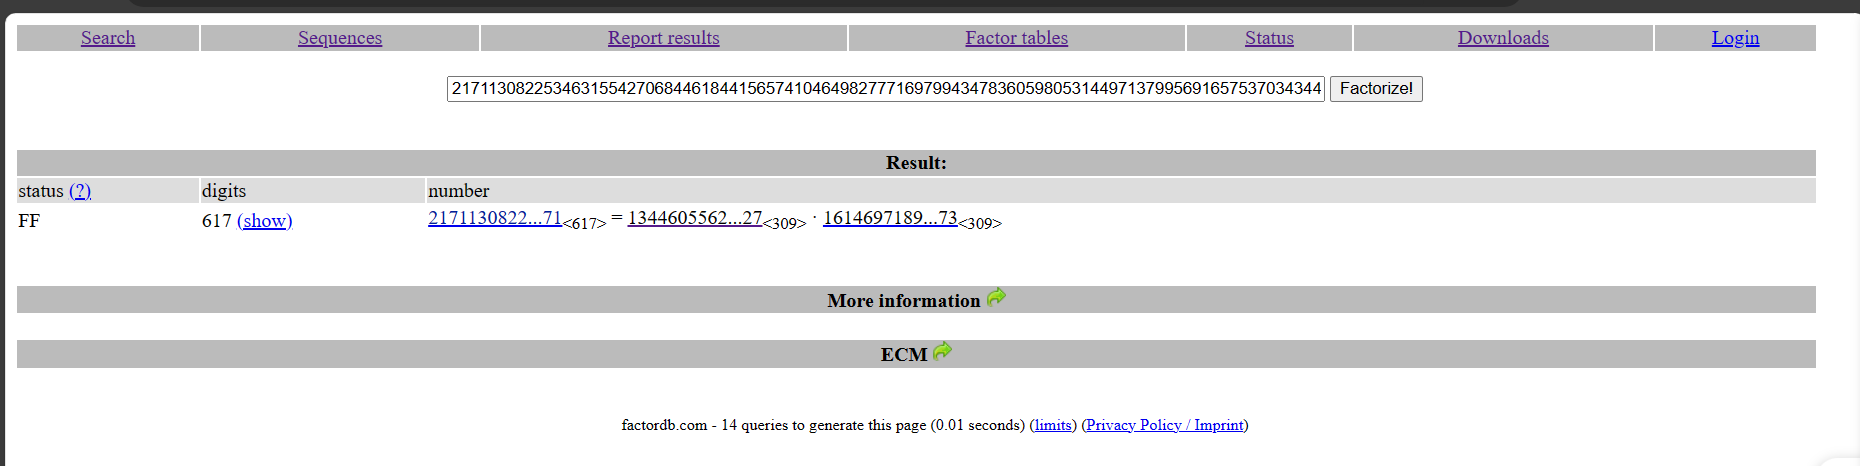 Search Sequences Report results Factor tables Status Downloads Login
217113082253463155427068446184415657410464982777169799434783605980531449713799569165753703434​4 Factorize!
Result:
status (?) digits number
FF 617 (show) 2171130822...71<617> = 1344605562...27<309> · 1614697189...73<309>
More information
ECM
factordb.com - 14 queries to generate this page (0.01 seconds) (limits) (Privacy Policy / Imprint)